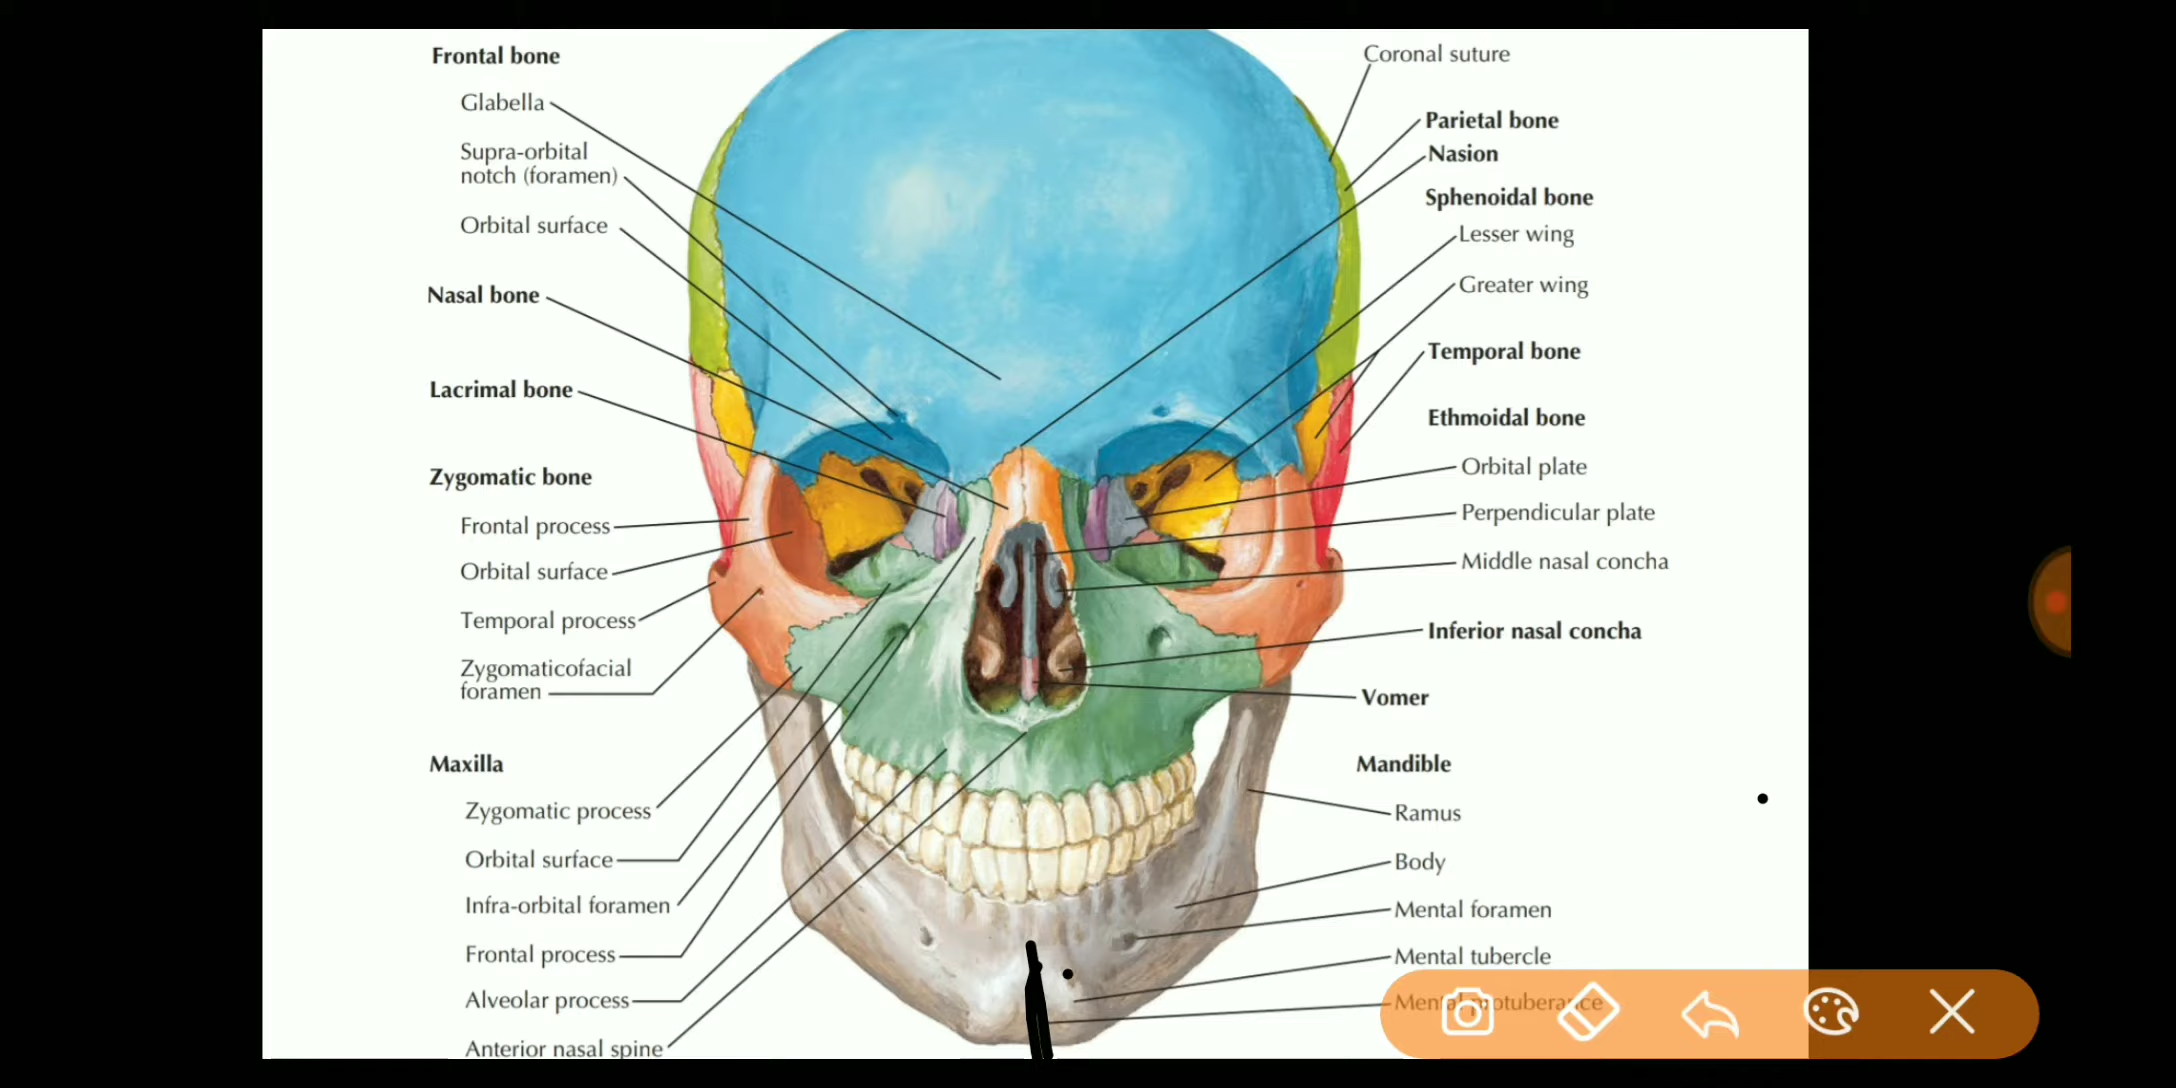 Frontal bone
Glabella
Supra-orbital
notch (foramen)
Orbital surface
Nasal bone
Lacrimal bone
Zygomatic bone
Frontal process
Orbital surface
Temporal process
Zygomaticofacial
foramen
Maxilla
Zygomatic process
Orbital surface
Infra-orbital foramen
Frontal process
Alveolar process
Anterior nasal spine
Coronal suture
Parietal bone
Nasion
Sphenoidal bone
Lesser wing
Greater wing
Temporal bone
Ethmoidal bone
Orbital plate
Perpendicular plate
Middle nasal concha
Inferior nasal concha
Vomer
Mandible
Ramus
Body
Mental foramen
Mental tubercle
Mental protuberance